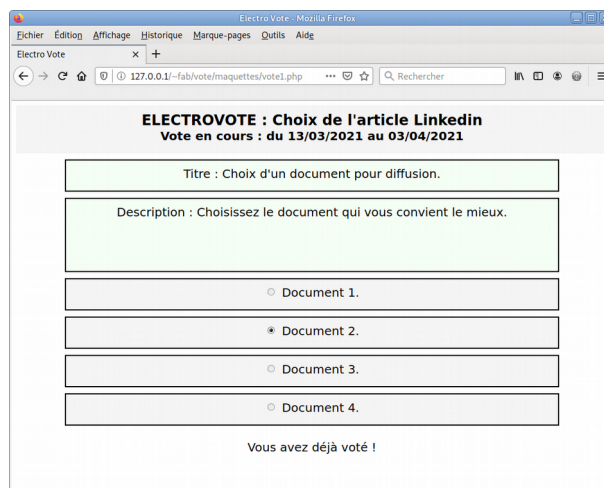 Electro Vote - Mozilla Firefox
Fichier Édition Affichage Historique Marque-pages Outils Aide
Electro Vote × +
127.0.0.1/~fab/vote/maquettes/vote1.php ··· Rechercher
ELECTROVOTE : Choix de l'article Linkedin
Vote en cours : du 13/03/2021 au 03/04/2021
Titre : Choix d'un document pour diffusion.
Description : Choisissez le document qui vous convient le mieux.
Document 1.
Document 2.
Document 3.
Document 4.
Vous avez déjà voté !